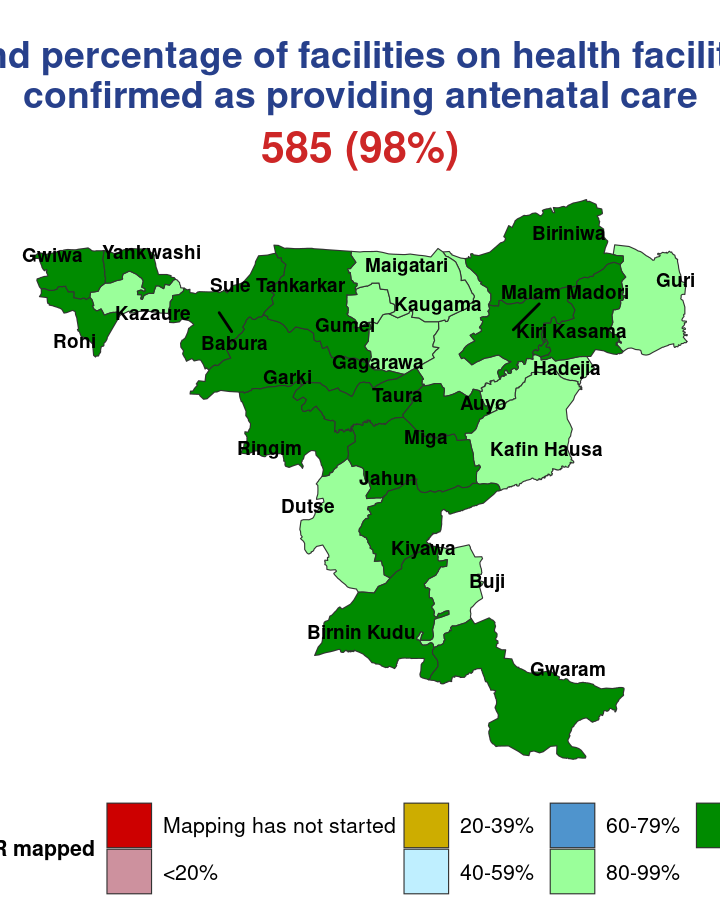 nd percentage of facilities on health facilit
confirmed as providing antenatal care
585 (98%)
Biriniwa
Gwiwa
Yankwashi
Maigatari
Guri
Sule Tankarkar
Malam Madori
Kaugama
Kazaure
Gumel
Kiri Kasama
Roni
Babura
Gagarawa
Hadejia
Garki
Taura
Auyo
Miga
Ringim
Kafin Hausa
Jahun
Dutse
Kiyawa
Buji
Birnin Kudu
Gwaram
R mapped
Mapping has not started
20-39%
60-79%
<20%
40-59%
80-99%